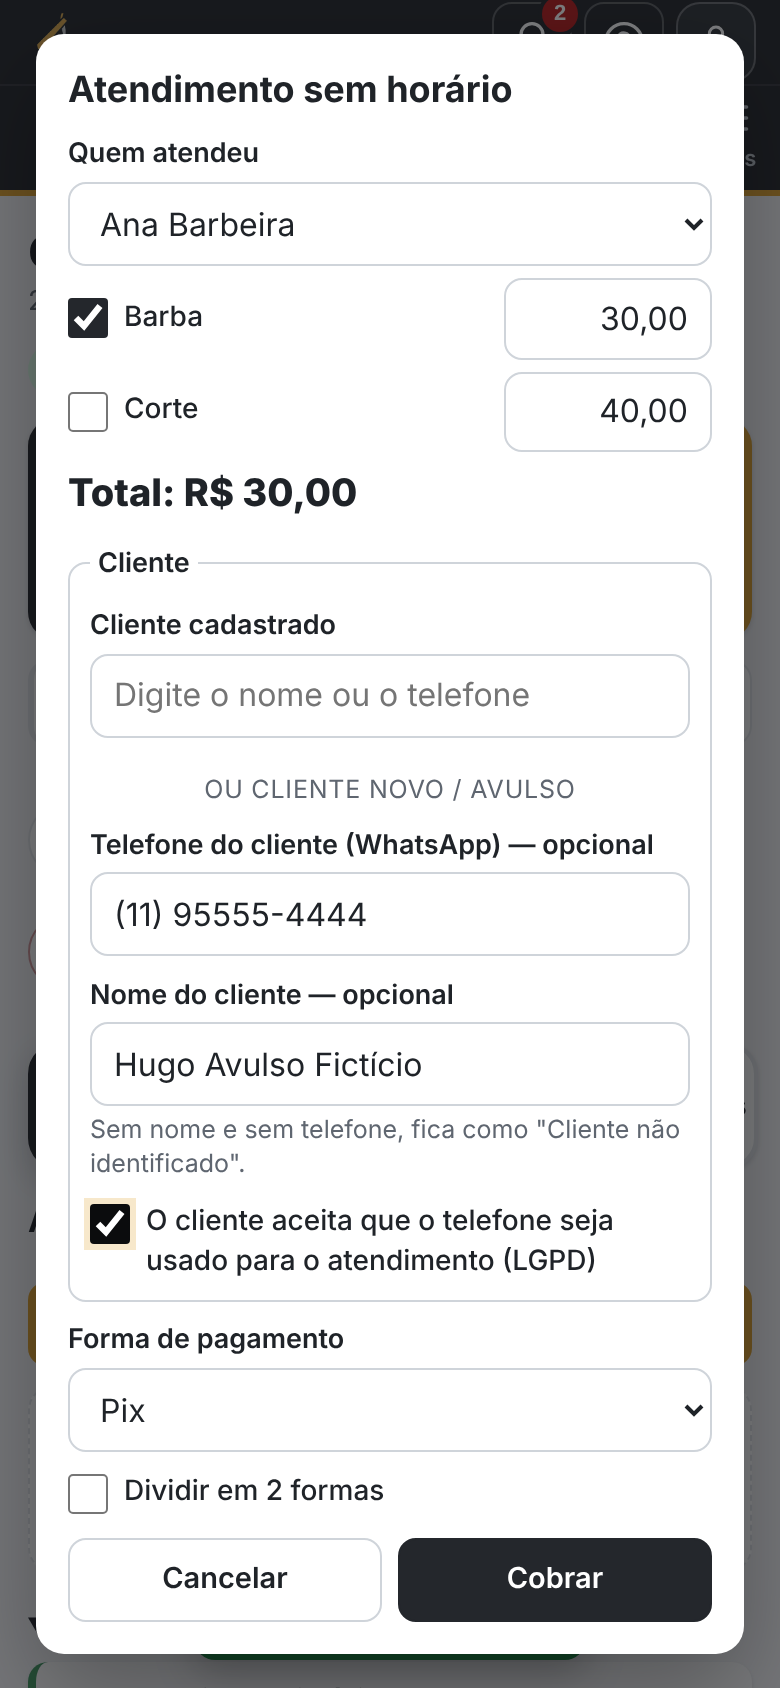 2
Atendimento sem horário
Quem atendeu
Ana Barbeira
Barba
30,00
Corte
40,00
Total: R$ 30,00
Cliente
Cliente cadastrado
Digite o nome ou o telefone
OU CLIENTE NOVO / AVULSO
Telefone do cliente (WhatsApp) — opcional
(11) 95555-4444
Nome do cliente — opcional
Hugo Avulso Fictício
Sem nome e sem telefone, fica como "Cliente não
identificado".
O cliente aceita que o telefone seja
usado para o atendimento (LGPD)
Forma de pagamento
Pix
Dividir em 2 formas
Cancelar
Cobrar